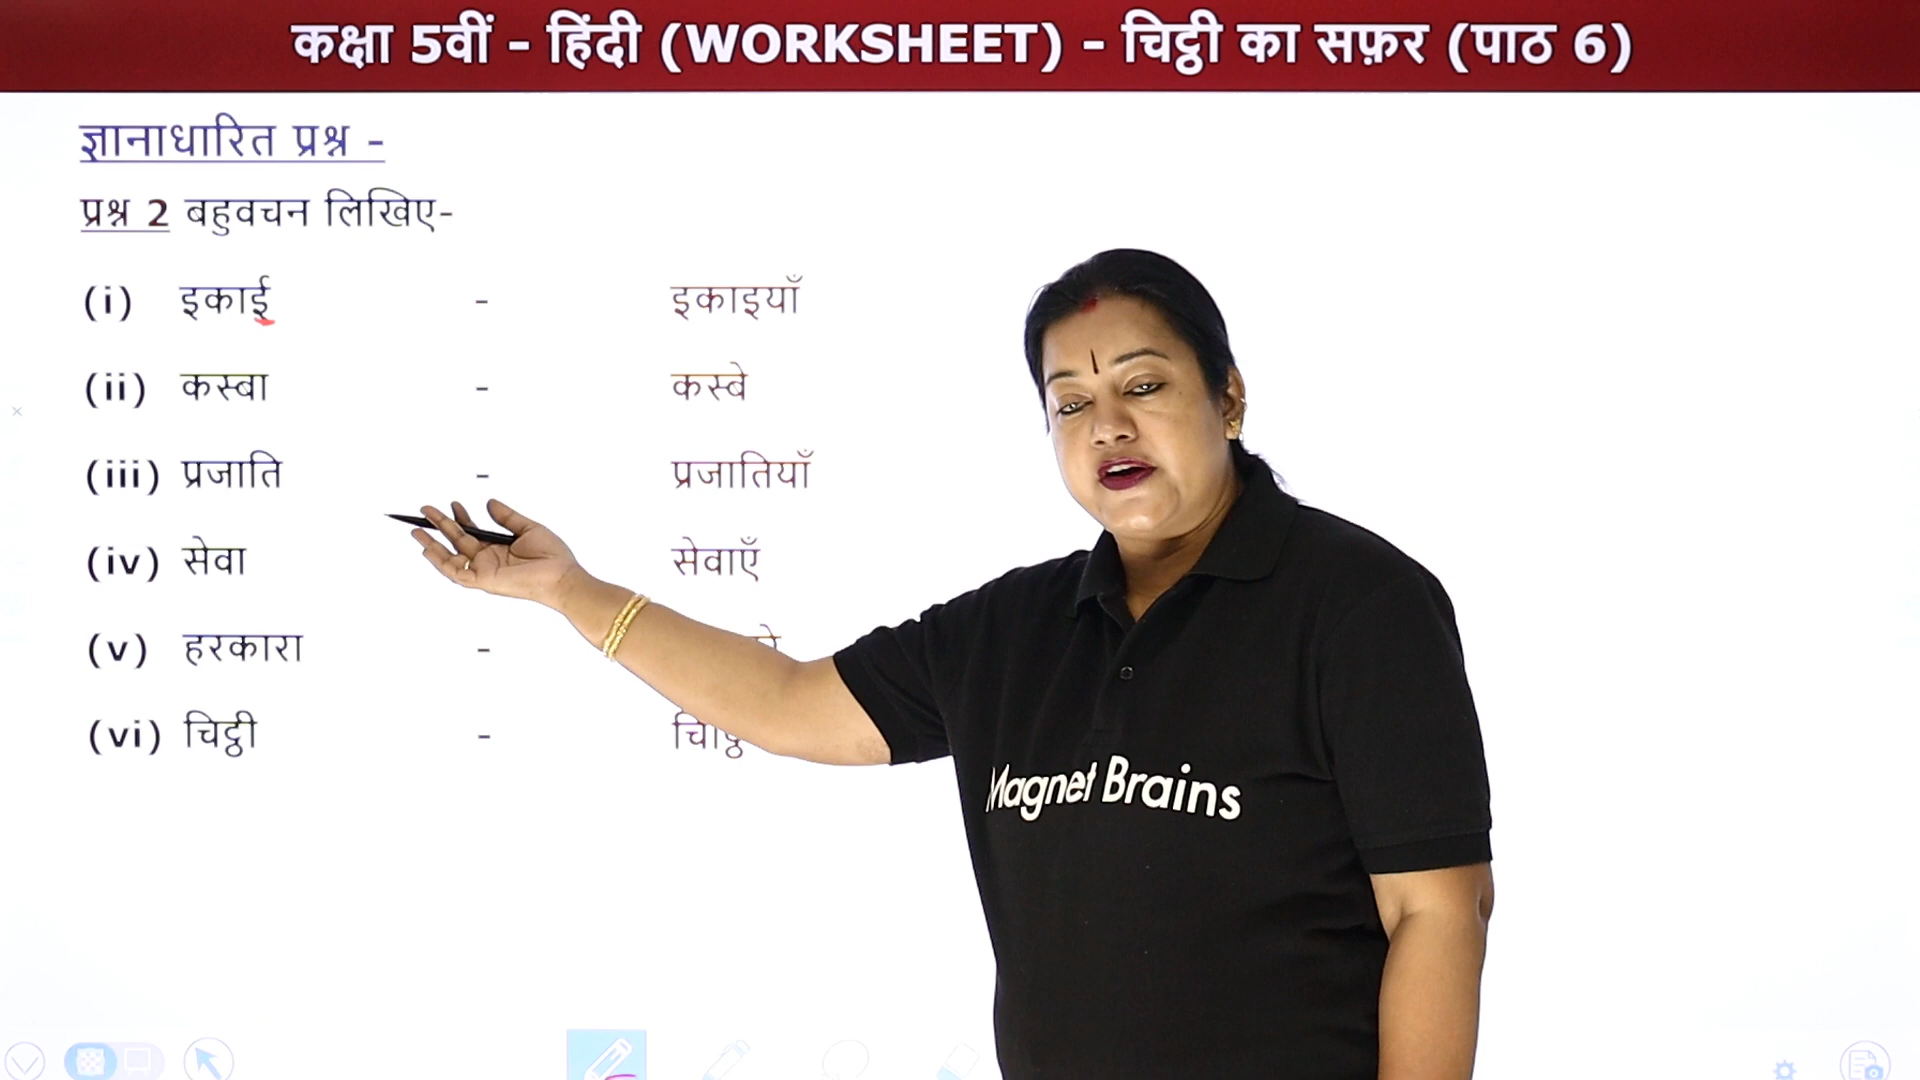 कक्षा 5वीं - हिंदी (WORKSHEET) - चिट्ठी का सफ़र (पाठ 6)
ज्ञानाधारित प्रश्न -
प्रश्न 2 बहुवचन लिखिए-
(i) इकाई - इकाइयाँ
(ii) कस्बा - कस्बे
(iii) प्रजाति - प्रजातियाँ
(iv) सेवा सेवाएँ
(v) हरकारा -
(vi) चिट्ठी -
Magnet Brains